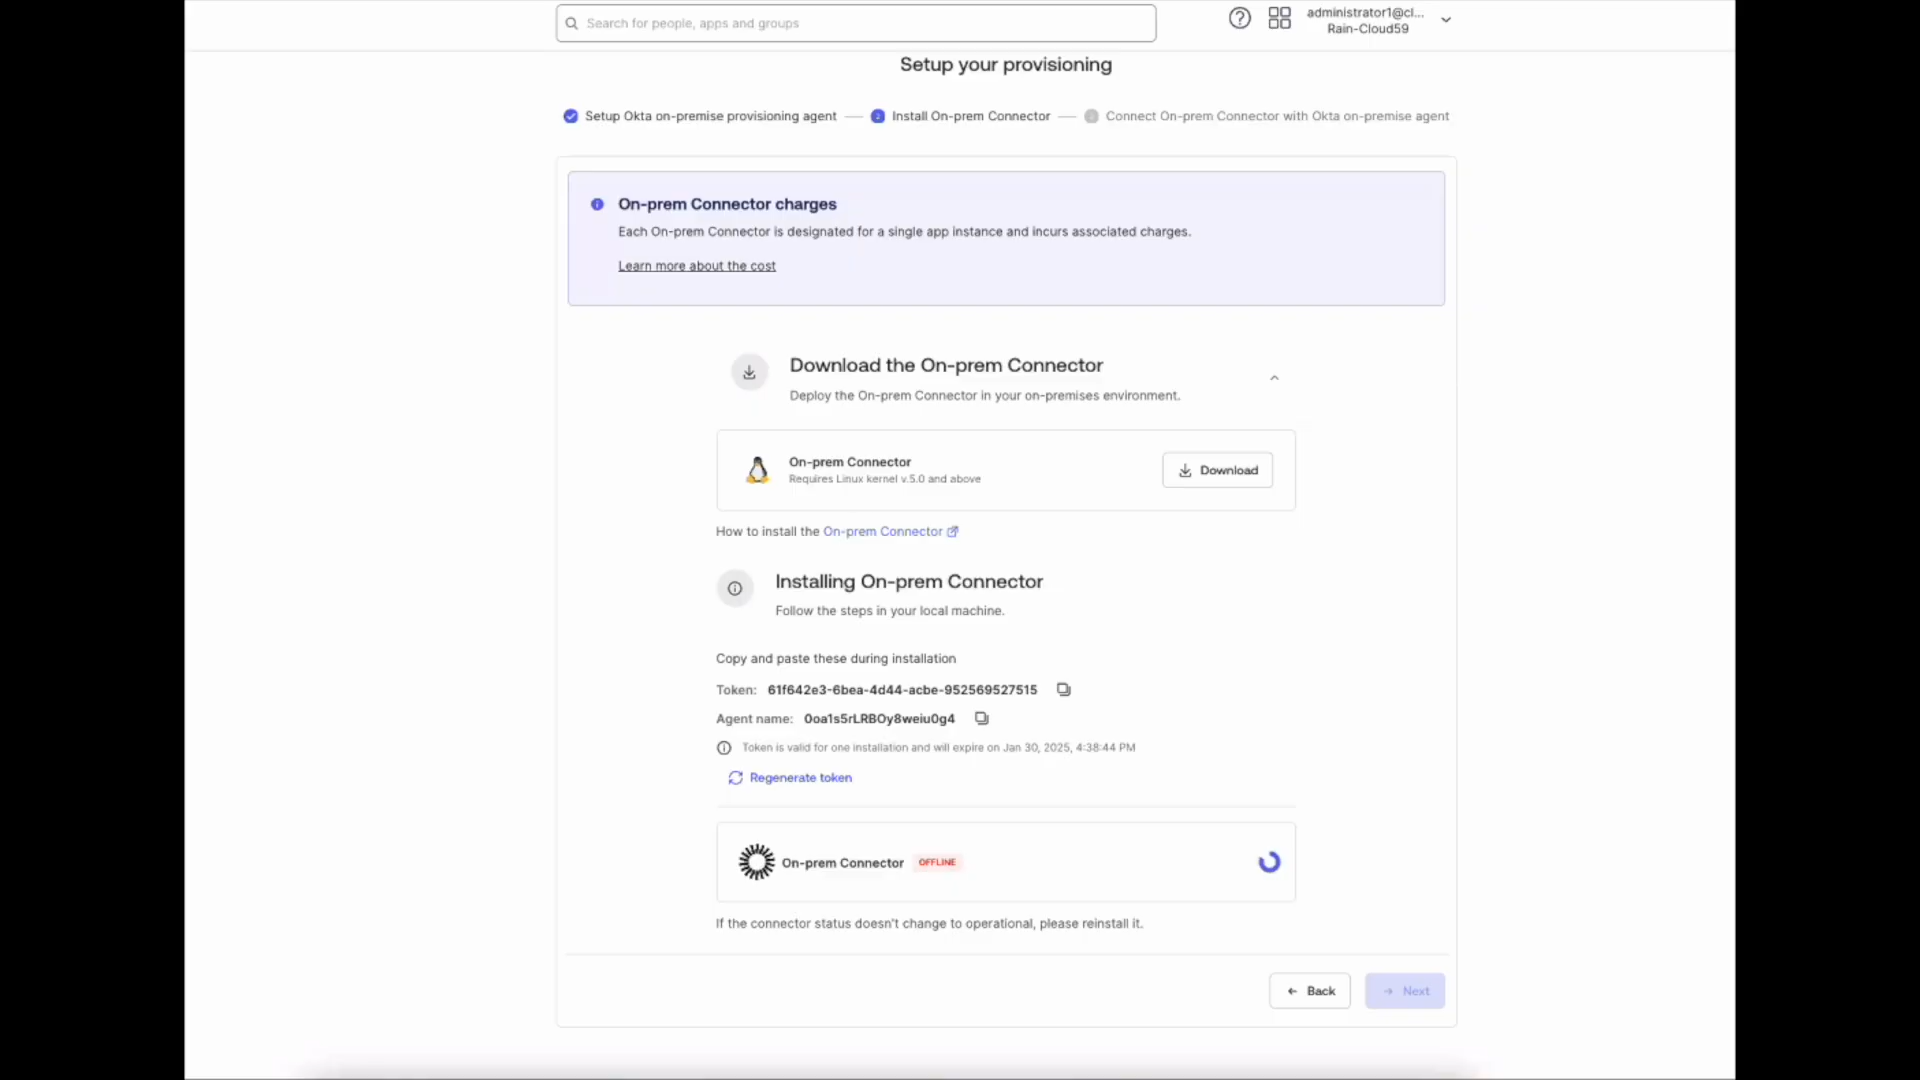 Search for people, apps and groups
administrator1@cl...
Rain-Cloud59
Setup your provisioning
Setup Okta on-premise provisioning agent
2 Install On-prem Connector
Connect On-prem Connector with Okta on-premise agent
On-prem Connector charges
Each On-prem Connector is designated for a single app instance and incurs associated charges.
Learn more about the cost
Download the On-prem Connector
Deploy the On-prem Connector in your on-premises environment.
On-prem Connector
Requires Linux kernel v.5.0 and above
Download
How to install the On-prem Connector
Installing On-prem Connector
Follow the steps in your local machine.
Copy and paste these during installation
Token: 61f642e3-6bea-4d44-acbe-952569527515
Agent name: 0oa1s5rLRBOy8weiu0g4
Token is valid for one installation and will expire on Jan 30, 2025, 4:38:44 PM
Regenerate token
On-prem Connector OFFLINE
If the connector status doesn't change to operational, please reinstall it.
← Back
→ Next